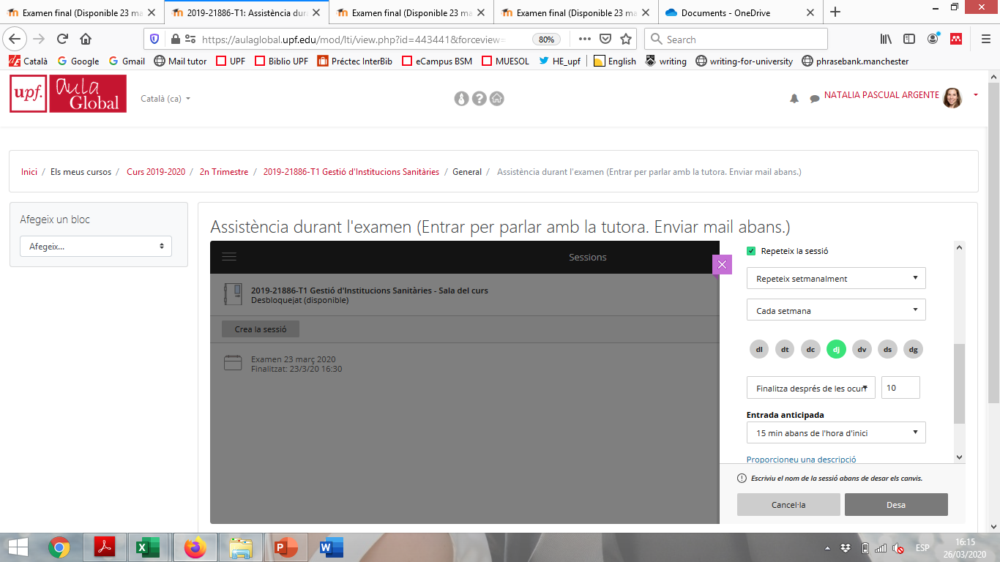 Examen final (Disponible 23 ma
2019-21886-T1: Assistència dura
Examen final (Disponible 23 ma
Examen final (Disponible 23 ma
Documents - OneDrive
https://aulaglobal.upf.edu/mod/lti/view.php?id=443441&forceview=
80%
Search
Català
Google
Gmail
Mail tutor
UPF
Biblio UPF
Préctec InterBib
eCampus BSM
MUESOL
HE_upf
English
writing
writing-for-university
phrasebank.manchester
upf.
aula Global
Català (ca)
NATALIA PASCUAL ARGENTE
Inici / Els meus cursos / Curs 2019-2020 / 2n Trimestre / 2019-21886-T1 Gestió d'Institucions Sanitàries / General / Assistència durant l'examen (Entrar per parlar amb la tutora. Enviar mail abans.)
Afegeix un bloc
Afegeix...
Assistència durant l'examen (Entrar per parlar amb la tutora. Enviar mail abans.)
Sessions
2019-21886-T1 Gestió d'Institucions Sanitàries - Sala del curs
Desbloquejat (disponible)
Crea la sessió
Examen 23 març 2020
Finalitzat: 23/3/20 16:30
Repeteix la sessió
Repeteix setmanalment
Cada setmana
dl dt dc dj dv ds dg
Finalitza després de les ocurr
10
Entrada anticipada
15 min abans de l'hora d'inici
Proporcioneu una descripció
Escriviu el nom de la sessió abans de desar els canvis.
Cancel·la
Desa
ESP
16:15
26/03/2020